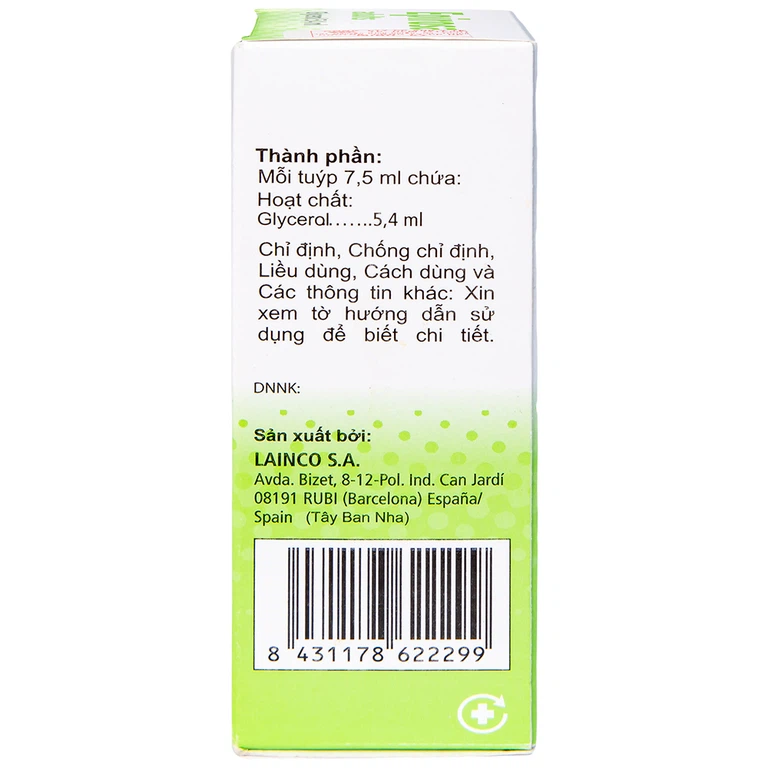 Thành phần:
Mỗi tuýp 7,5 ml chứa:
Hoạt chất:
Glycerol.......5,4 ml
Chỉ định, Chống chỉ định,
Liều dùng, Cách dùng và
Các thông tin khác: Xin
xem tờ hướng dẫn sử
dụng để biết chi tiết.
DNNK:
Sản xuất bởi:
LAINCO S.A.
Avda. Bizet, 8-12-Pol. Ind. Can Jardí
08191 RUBI (Barcelona) España/
Spain (Tây Ban Nha)
8 431178 622299